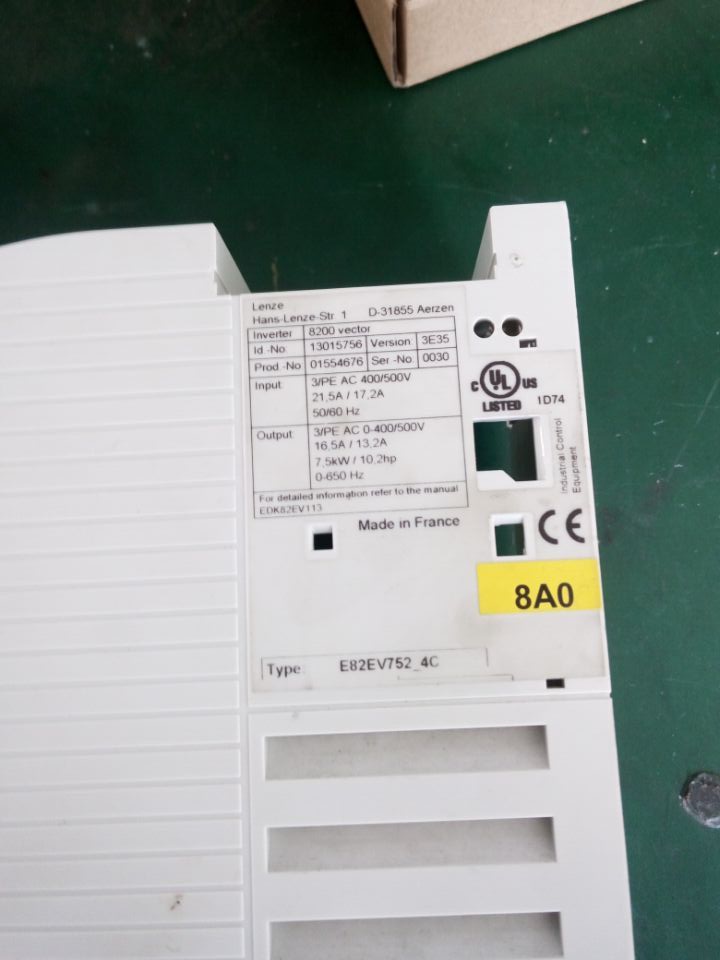 Lenze
Hans-Lenze-Str. 1 D-31855 Aerzen
Inverter 8200 vector
Id.-No. 13015756 Version 3E35
Prod.-No 01554676 Ser.-No. 0030
Input: 3/PE AC 400/500V
21,5A / 17,2A
50/60 Hz
Output: 3/PE AC 0-400/500V
16,5A / 13,2A
7,5kW / 10,2hp
0-650 Hz
For detailed information refer to the manual
EDK82EV113
Made in France
C UL US
LISTED 1D74
Industrial Control
Equipment
CE
8A0
Type: E82EV752_4C